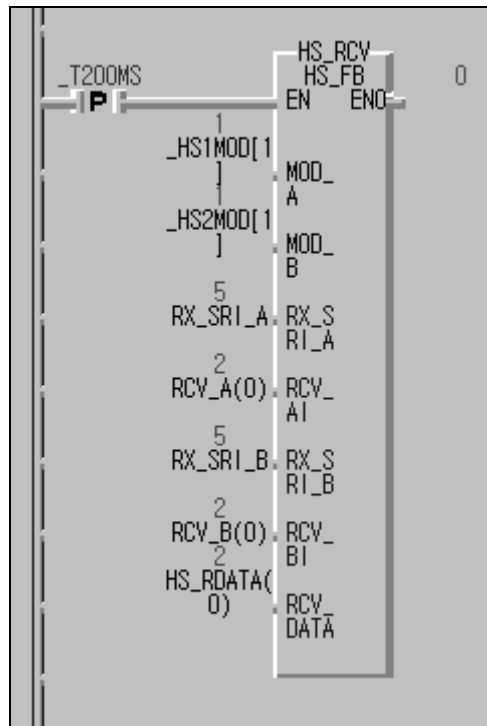 HS_RCV
_T200MS HS_FB 0
P EN ENO
1
_HS1MOD[1
] MOD_
A
1
_HS2MOD[1
] MOD_
B
5
RX_SRI_A RX_S
RI_A
2
RCV_A(0) RCV_
AI
5
RX_SRI_B RX_S
RI_B
2
RCV_B(0) RCV_
BI
2
HS_RDATA(
0) RCV_
DATA